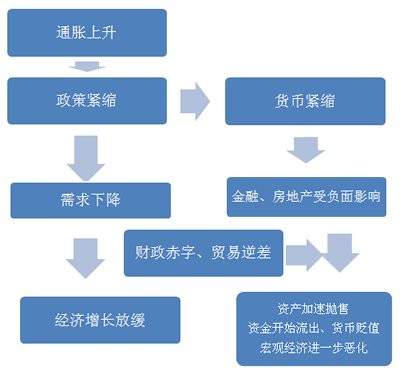 通胀上升
政策紧缩
货币紧缩
需求下降
金融、房地产受负面影响
财政赤字、贸易逆差
经济增长放缓
资产加速抛售
资金开始流出、货币贬值
宏观经济进一步恶化